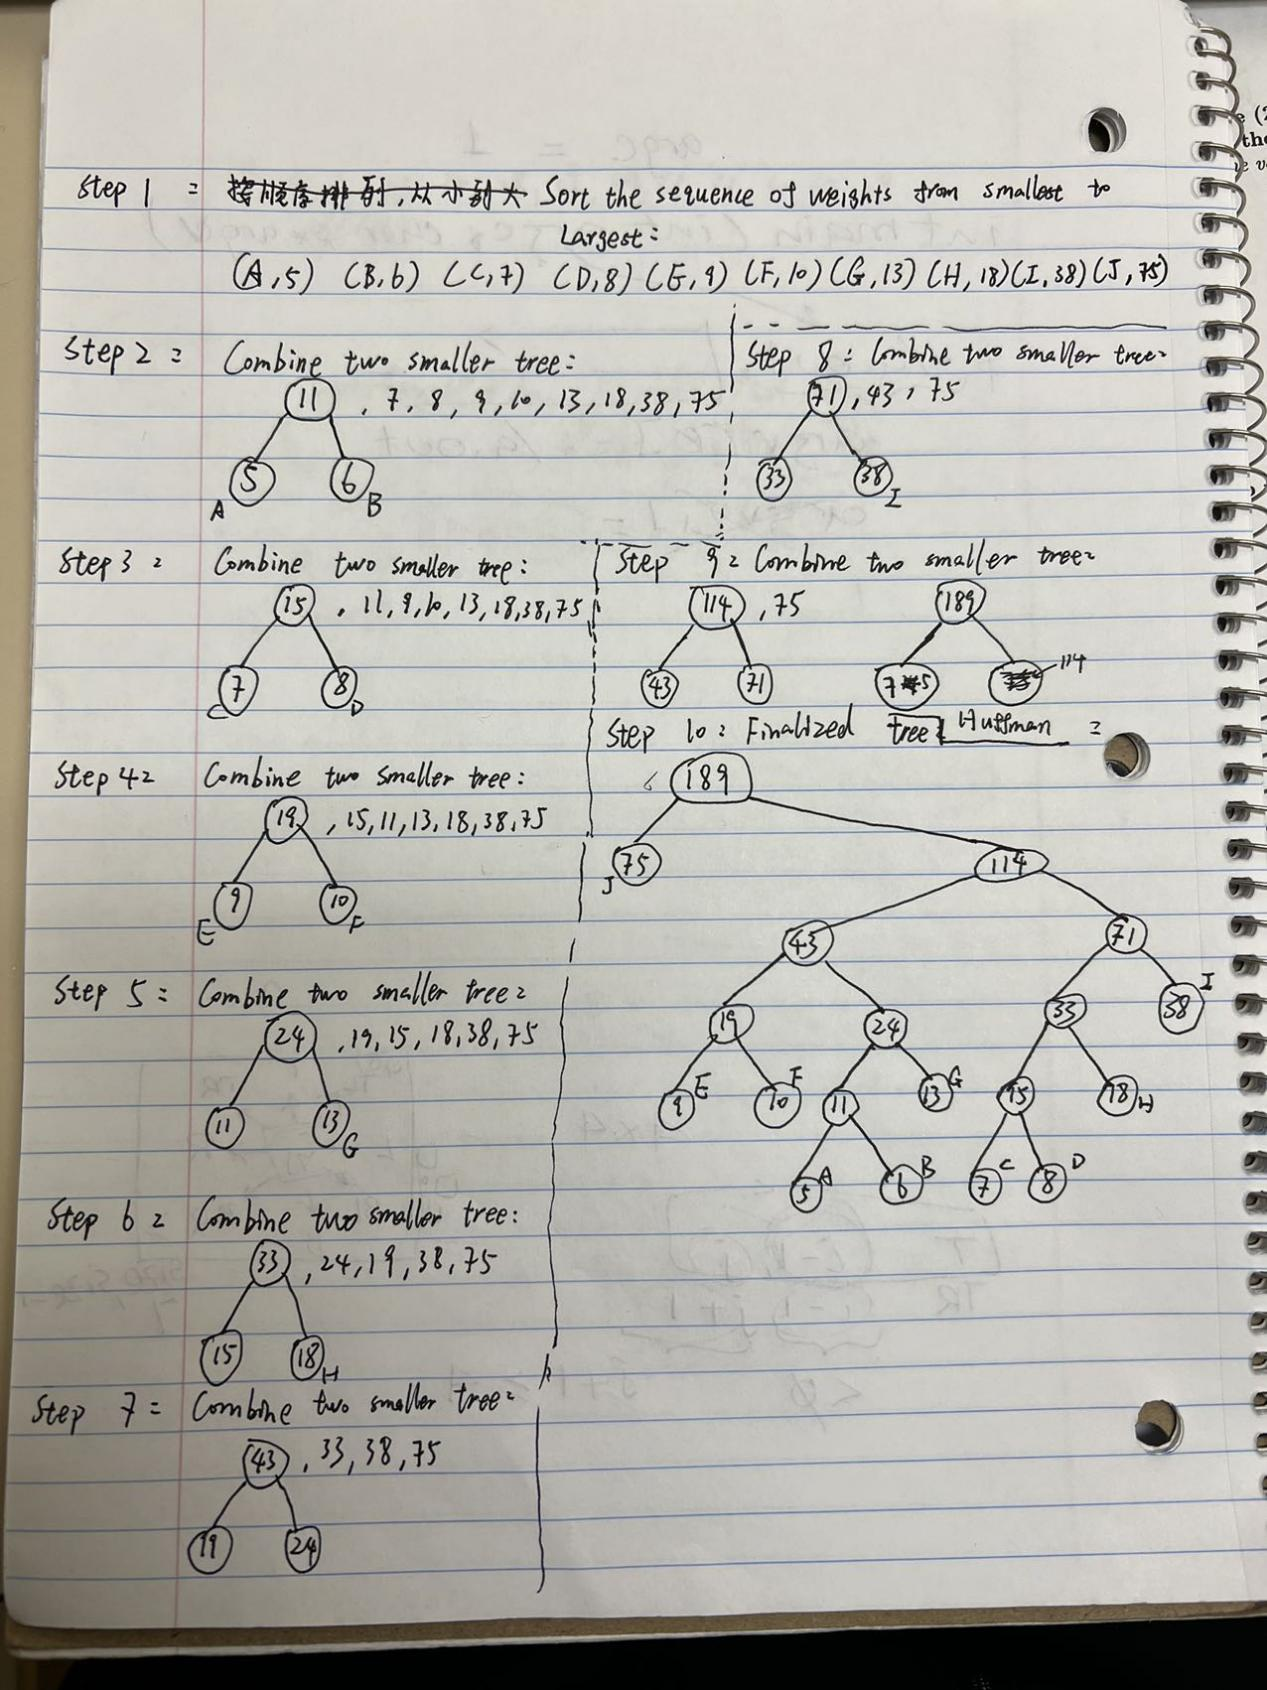 Step 1 : 按顺序排列,从小到大 Sort the sequence of weights from smallest to
Largest:
(A,5) (B,6) (C,7) (D,8) (E,9) (F,10) (G,13) (H,18) (I,38) (J,75)
Step 2 : Combine two smaller tree:
11 , 7, 8, 9, 10, 13, 18, 38, 75
5 6
A B
Step 3 : Combine two smaller tree:
15 , 11, 9, 10, 13, 18, 38, 75
7 8
C D
Step 4: Combine two smaller tree:
19 , 15, 11, 13, 18, 38, 75
9 10
E F
Step 5 : Combine two smaller tree:
24 , 19, 15, 18, 38, 75
11 13
G
Step 6 : Combine two smaller tree:
33 , 24, 19, 38, 75
15 18
H
Step 7 : Combine two smaller tree:
43 , 33, 38, 75
19 24
Step 8 : Combine two smaller tree:
71 , 43, 75
33 38
I
Step 9 : Combine two smaller tree:
114 , 75 189
43 71 75 114
Step 10 : Finalized Huffman tree :
189
J 75 114
43 71
19 24 33 38 I
9 E 10 F 11 13 G 15 18 H
5 A 6 B 7 C 8 D